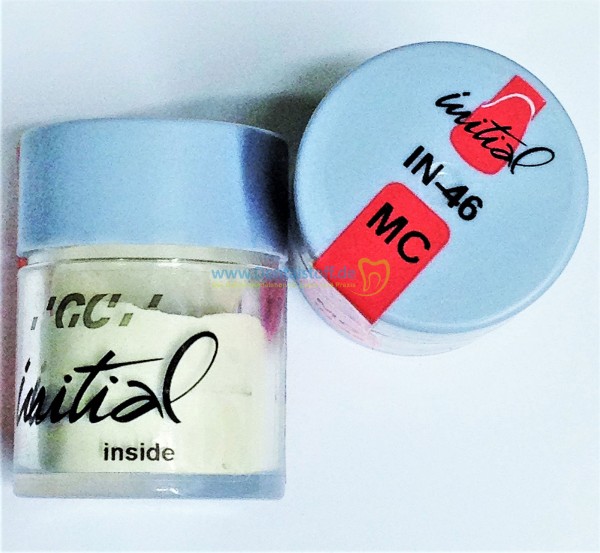 initial
IN-46
MC
GC
initial
inside